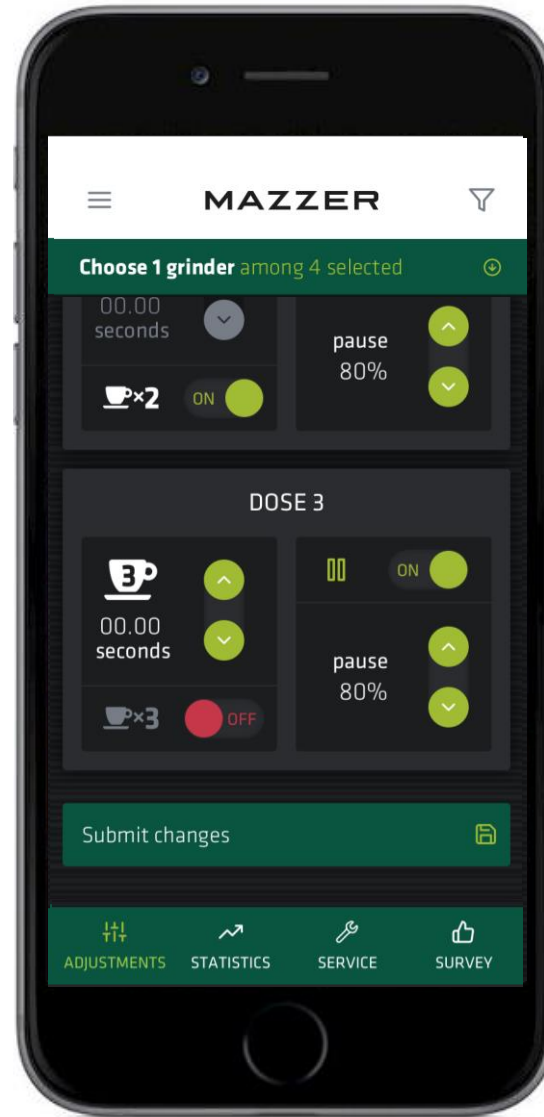 MAZZER
Choose 1 grinder among 4 selected
00.00
seconds
×2 ON
pause
80%
DOSE 3
3
00.00
seconds
×3 OFF
ON
pause
80%
Submit changes
ADJUSTMENTS STATISTICS SERVICE SURVEY